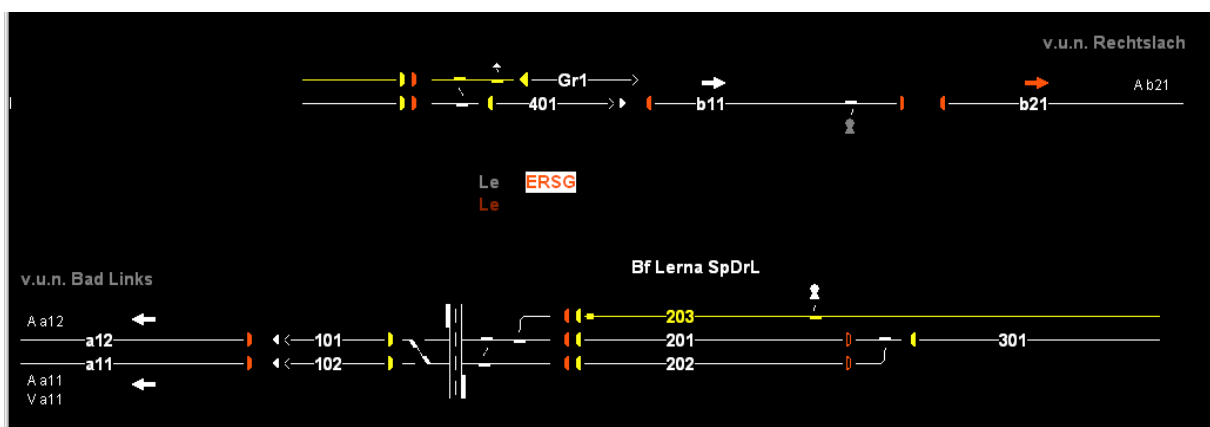 v.u.n. Rechtslach
Gr1
A b21
401 b11 b21
Le ERSG
Le
Bf Lerna SpDrL
v.u.n. Bad Links
A a12 203
a12 101 201 301
a11 102 202
A a11
V a11